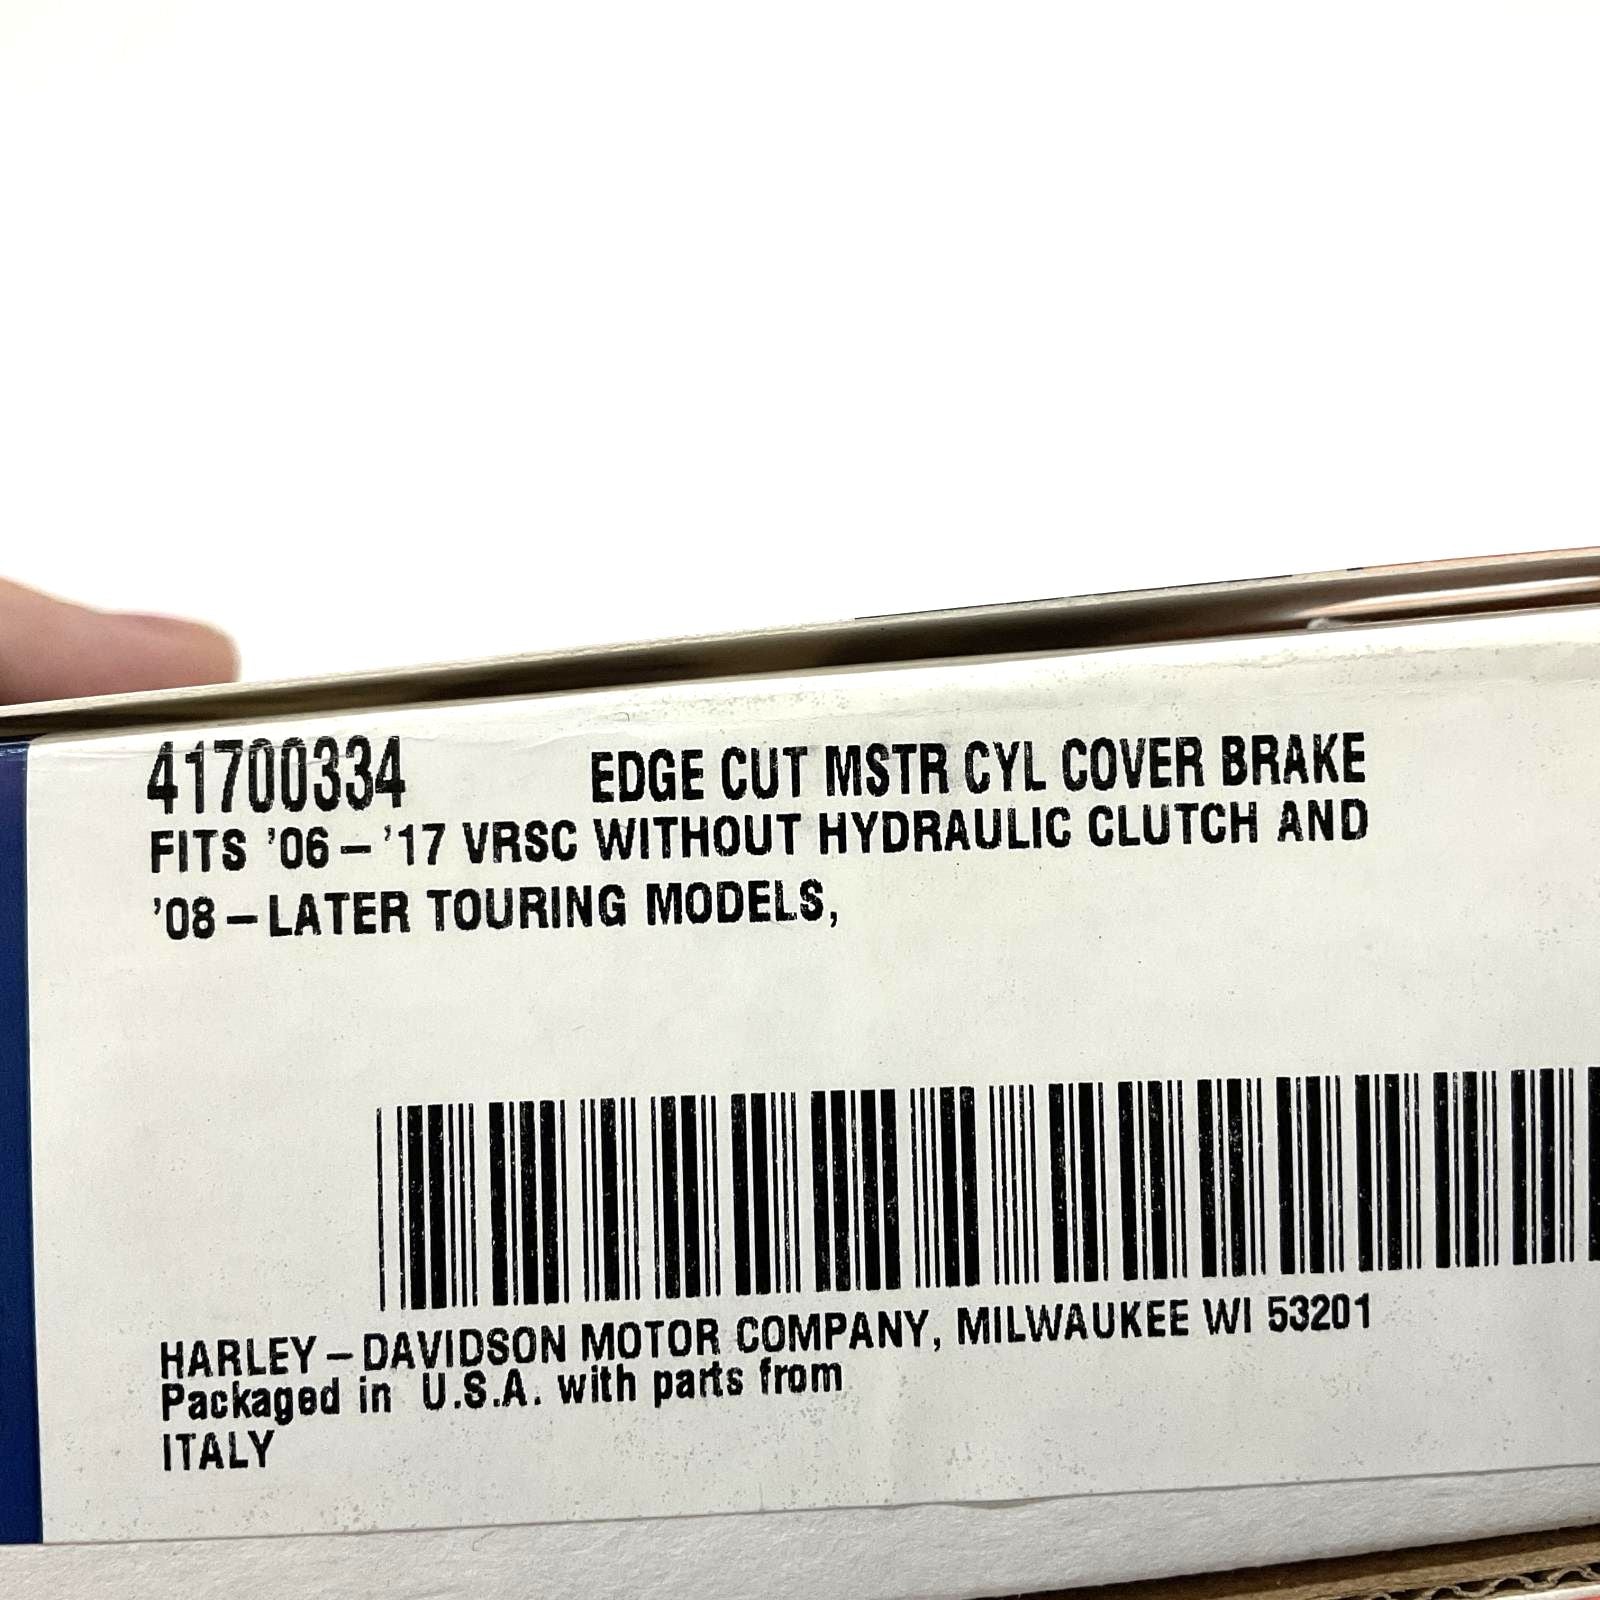 41700334 EDGE CUT MSTR CYL COVER BRAKE
FITS '06-'17 VRSC WITHOUT HYDRAULIC CLUTCH AND
'08-LATER TOURING MODELS,
HARLEY-DAVIDSON MOTOR COMPANY, MILWAUKEE WI 53201
Packaged in U.S.A. with parts from
ITALY